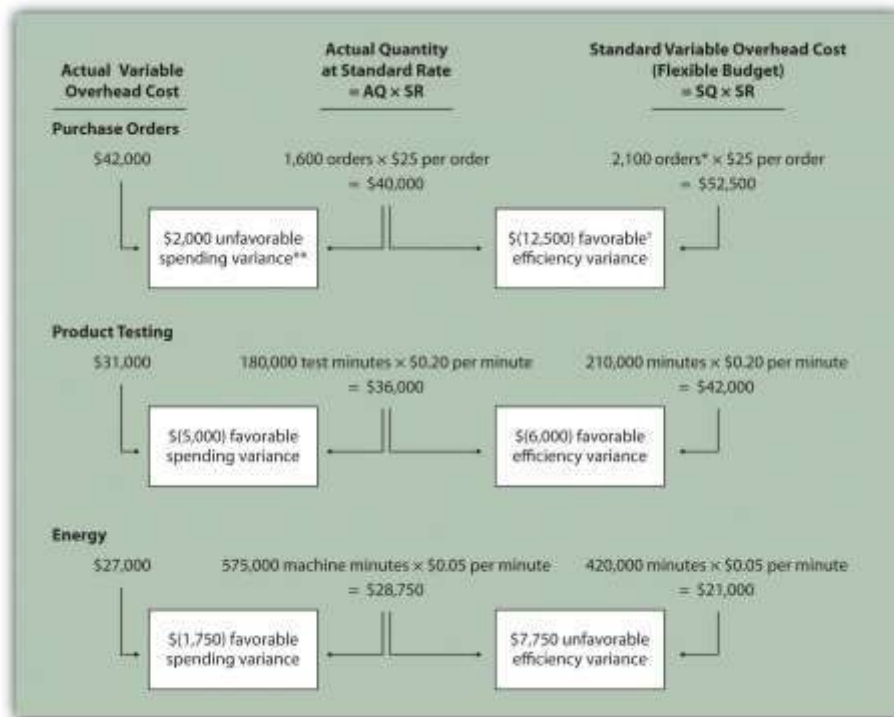 Actual Variable
Overhead Cost
Actual Quantity
at Standard Rate
= AQ × SR
Standard Variable Overhead Cost
(Flexible Budget)
= SQ × SR
Purchase Orders
$42,000
1,600 orders × $25 per order
= $40,000
2,100 orders* × $25 per order
= $52,500
$2,000 unfavorable
spending variance**
$(12,500) favorable†
efficiency variance
Product Testing
$31,000
180,000 test minutes × $0.20 per minute
= $36,000
210,000 minutes × $0.20 per minute
= $42,000
$(5,000) favorable
spending variance
$(6,000) favorable
efficiency variance
Energy
$27,000
575,000 machine minutes × $0.05 per minute
= $28,750
420,000 minutes × $0.05 per minute
= $21,000
$(1,750) favorable
spending variance
$7,750 unfavorable
efficiency variance